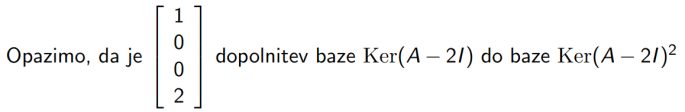 Opazimo, da je [1 0 0 2] dopolnitev baze Ker(A − 2I) do baze Ker(A − 2I)²